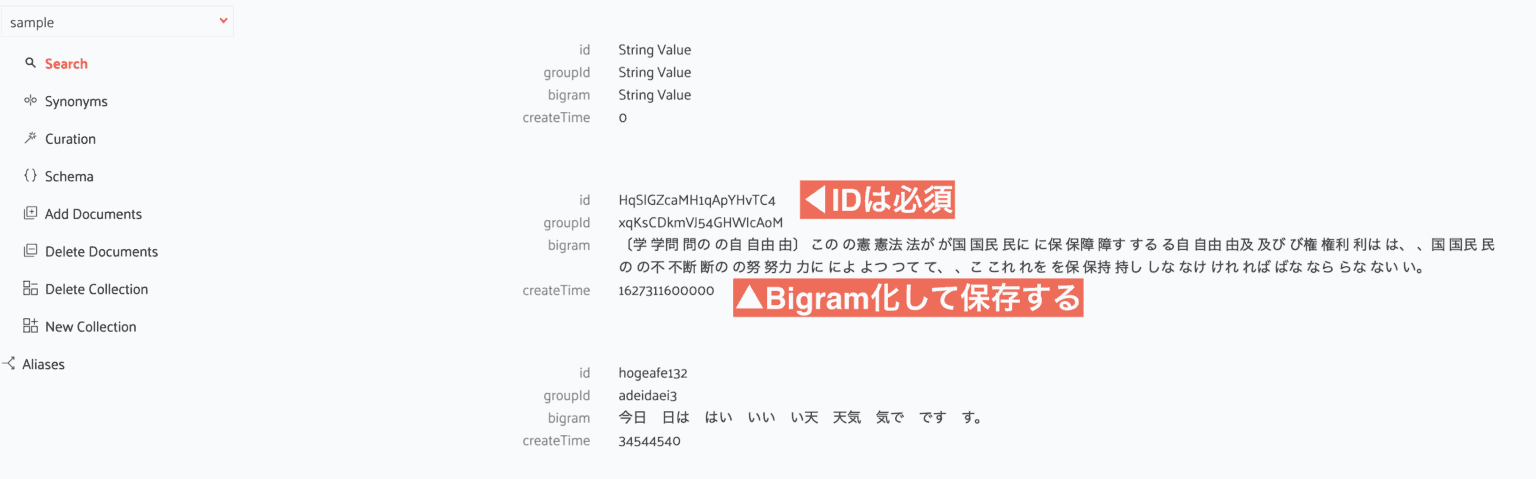 sample
Search
Synonyms
Curation
Schema
Add Documents
Delete Documents
Delete Collection
New Collection
Aliases
id String Value
groupId String Value
bigram String Value
createTime 0
id HqSlGZcaMH1qApYHvTC4 ◀IDは必須
groupId xqKsCDkmVJ54GHWIcAoM
bigram 〔学 学問 問の の自 自由 由〕 この の憲 憲法 法が が国 国民 民に に保 保障 障す する る自 自由 由及 及び び権 権利 利は は、 、国 国民 民
の の不 不断 断の の努 努力 力に によ よつ つて て、 、こ これ れを を保 保持 持し しな なけ けれ れば ばな なら らな ない い。
createTime 1627311600000 ▲Bigram化して保存する
id hogeafe132
groupId adeidaei3
bigram 今日　日は　はい　いい　い天　天気　気で　です　す。
createTime 34544540